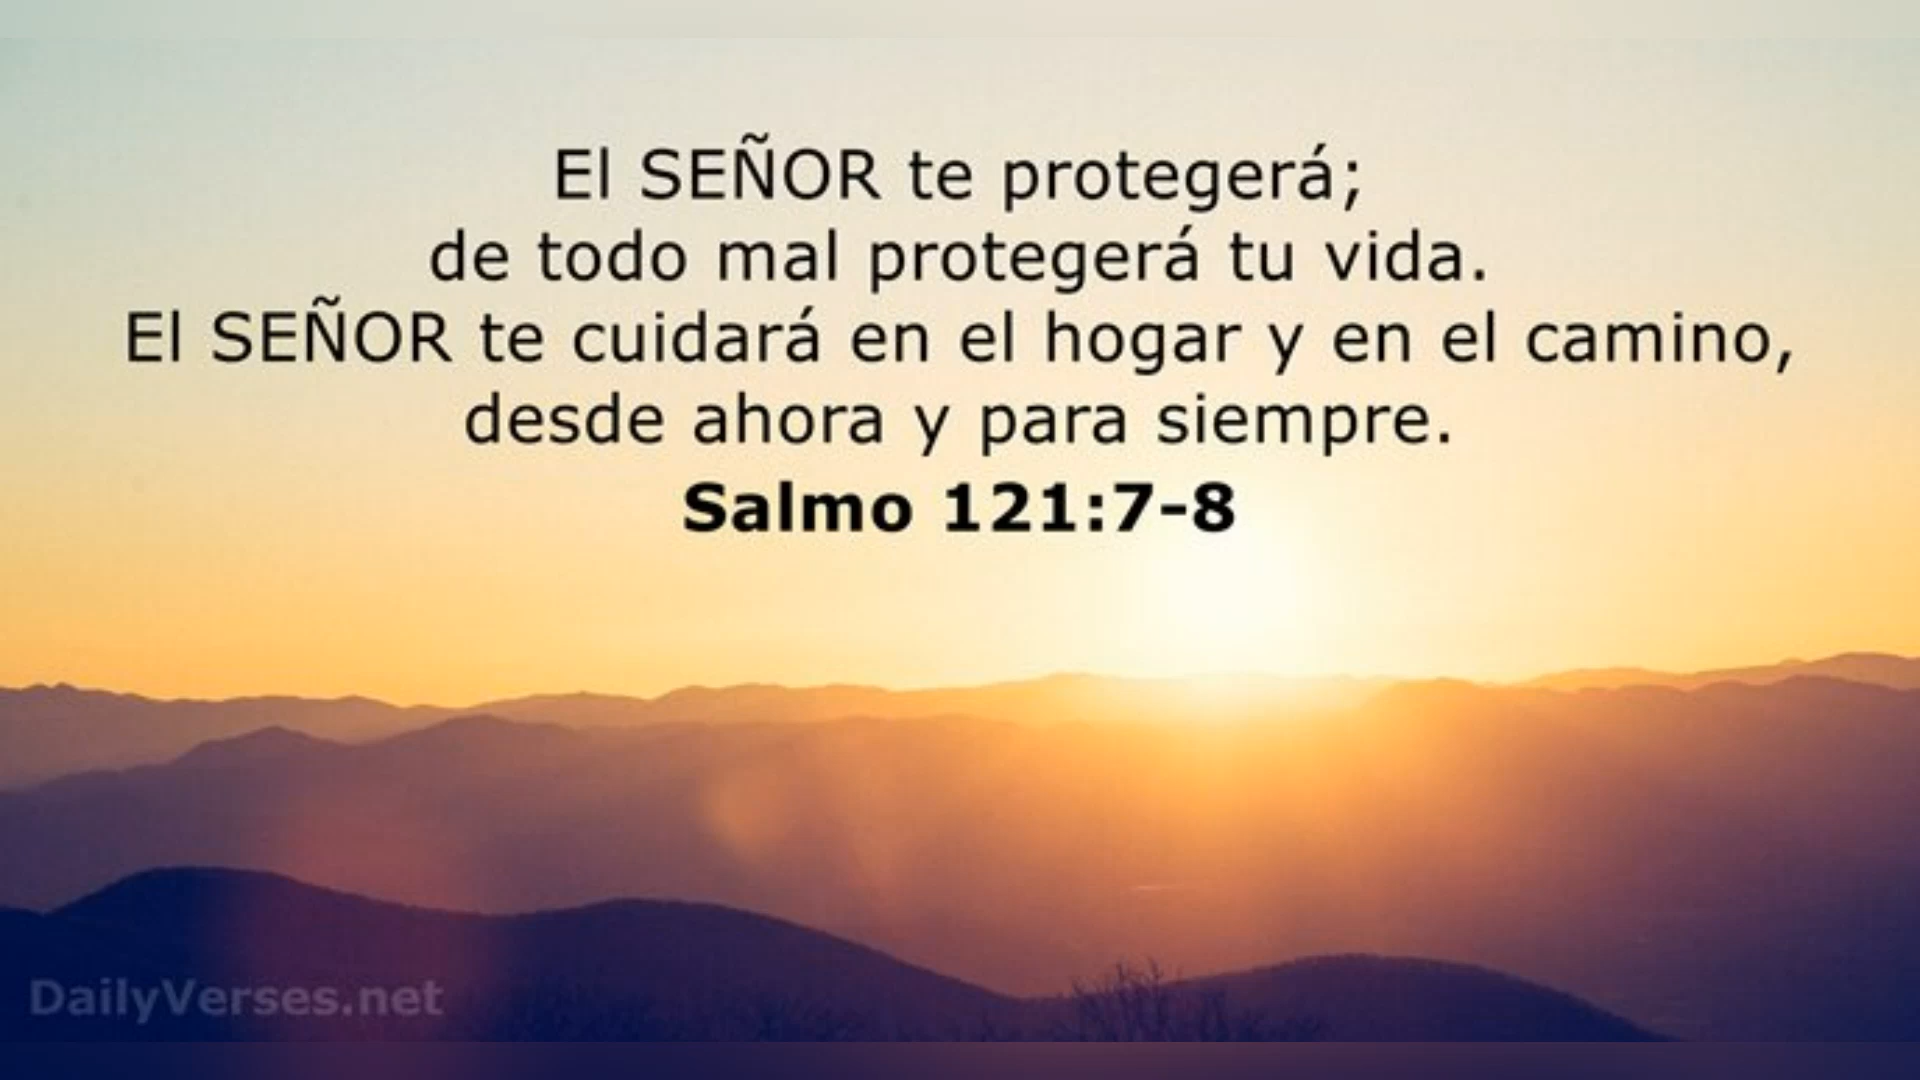 El SEÑOR te protegerá;
de todo mal protegerá tu vida.
El SEÑOR te cuidará en el hogar y en el camino,
desde ahora y para siempre.
Salmo 121:7-8
DailyVerses.net